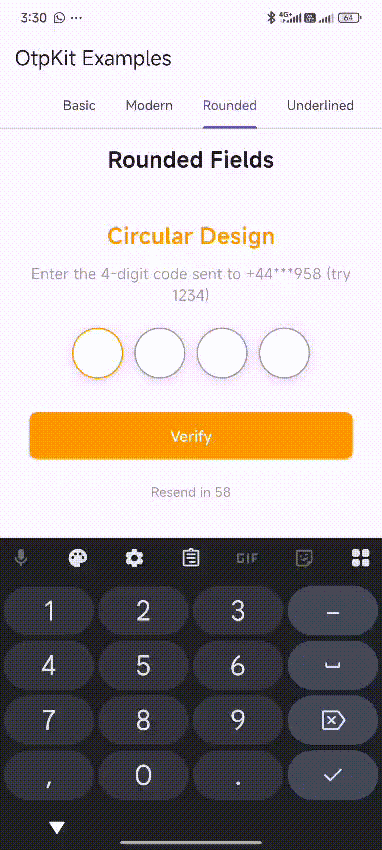 3:30 4G+ 64
OtpKit Examples
Basic Modern Rounded Underlined
Rounded Fields
Circular Design
Enter the 4-digit code sent to +44***958 (try
1234)
Verify
Resend in 58
GIF
1 2 3 –
4 5 6
7 8 9
, 0 .